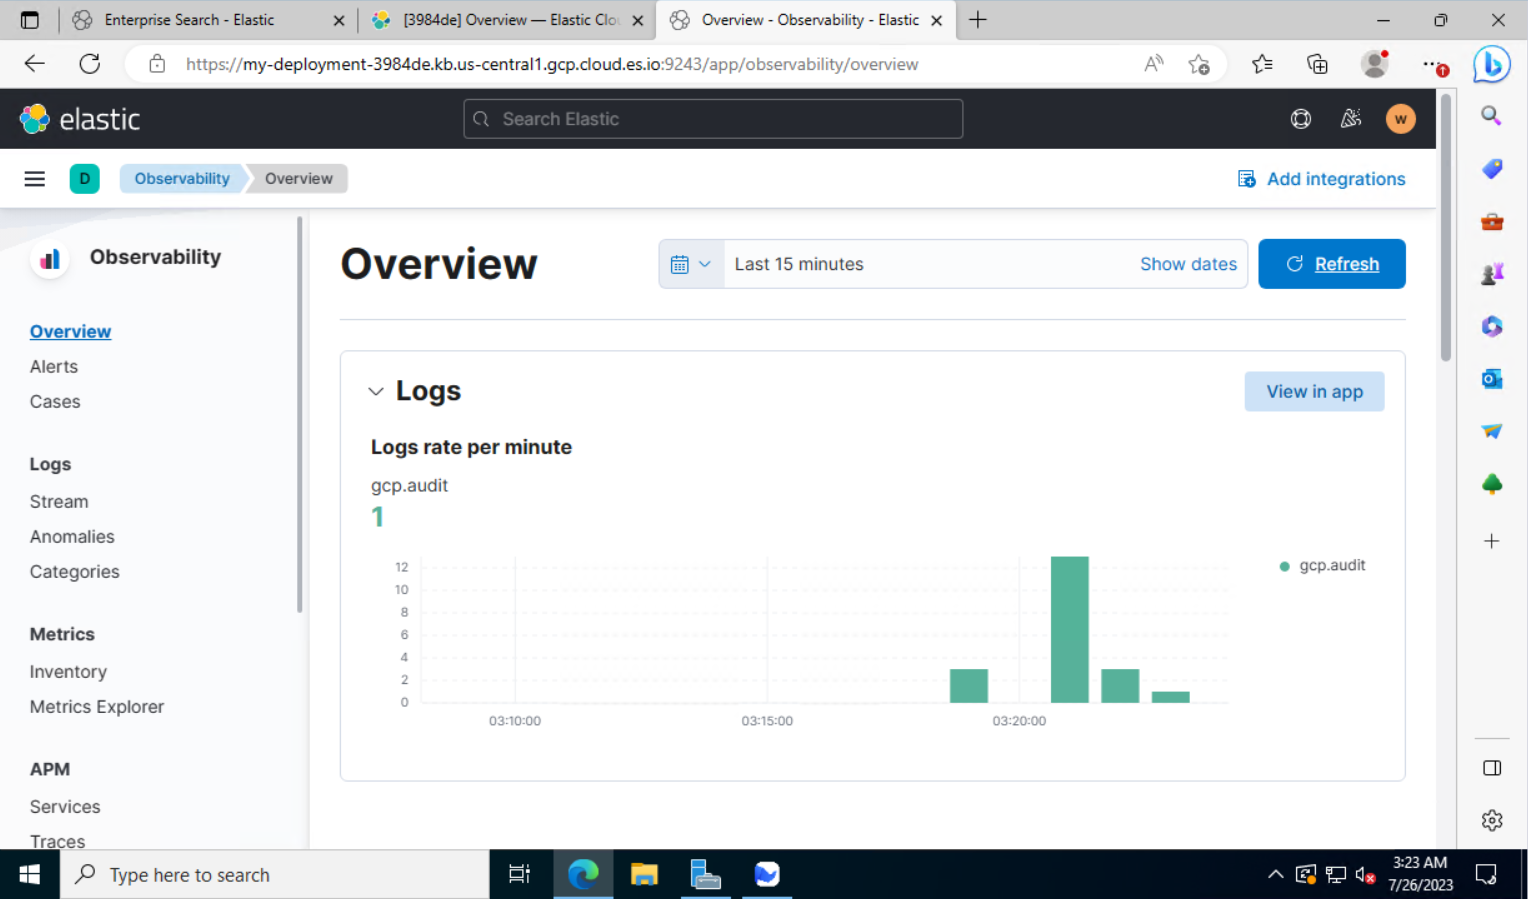 Enterprise Search - Elastic
[3984de] Overview — Elastic Clou
Overview - Observability - Elastic
https://my-deployment-3984de.kb.us-central1.gcp.cloud.es.io:9243/app/observability/overview
elastic
Search Elastic
W
D
Observability
Overview
Add integrations
Observability
Overview
Alerts
Cases
Logs
Stream
Anomalies
Categories
Metrics
Inventory
Metrics Explorer
APM
Services
Traces
Overview
Last 15 minutes
Show dates
Refresh
Logs
View in app
Logs rate per minute
gcp.audit
1
12
10
8
6
4
2
0
03:10:00
03:15:00
03:20:00
gcp.audit
Type here to search
3:23 AM
7/26/2023